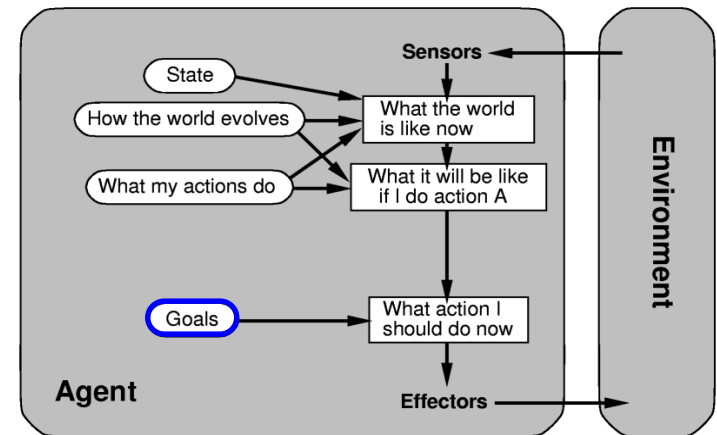 Sensors
State
What the world
is like now
How the world evolves
What it will be like
if I do action A
What my actions do
Environment
What action I
should do now
Goals
Agent
Effectors